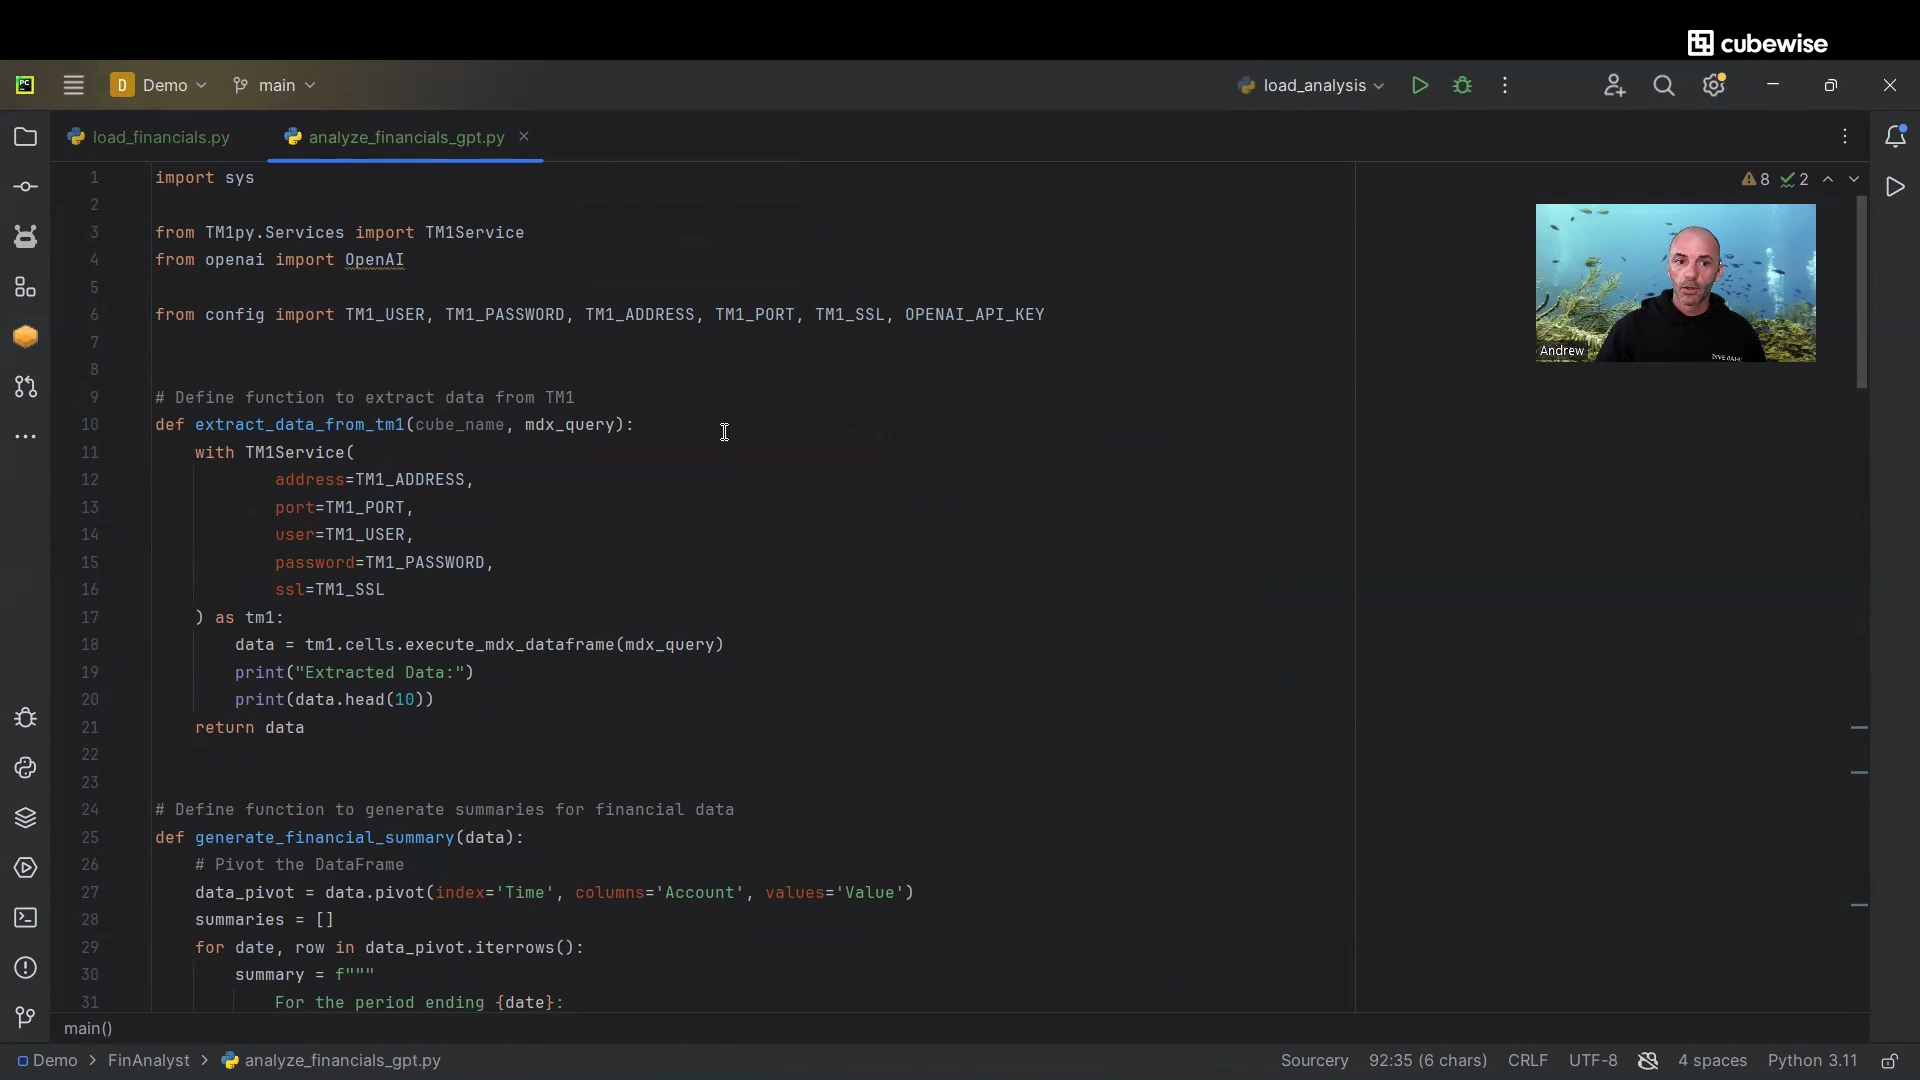 cubewise
PC
D Demo
main
load_analysis
load_financials.py
analyze_financials_gpt.py
8 2
1 import sys
2
3 from TM1py.Services import TM1Service
4 from openai import OpenAI
5
6 from config import TM1_USER, TM1_PASSWORD, TM1_ADDRESS, TM1_PORT, TM1_SSL, OPENAI_API_KEY
7
8
9 # Define function to extract data from TM1
10 def extract_data_from_tm1(cube_name, mdx_query):
11 with TM1Service(
12 address=TM1_ADDRESS,
13 port=TM1_PORT,
14 user=TM1_USER,
15 password=TM1_PASSWORD,
16 ssl=TM1_SSL
17 ) as tm1:
18 data = tm1.cells.execute_mdx_dataframe(mdx_query)
19 print("Extracted Data:")
20 print(data.head(10))
21 return data
22
23
24 # Define function to generate summaries for financial data
25 def generate_financial_summary(data):
26 # Pivot the DataFrame
27 data_pivot = data.pivot(index='Time', columns='Account', values='Value')
28 summaries = []
29 for date, row in data_pivot.iterrows():
30 summary = f"""
31 For the period ending {date}:
Andrew
main()
Demo > FinAnalyst > analyze_financials_gpt.py
Sourcery 92:35 (6 chars) CRLF UTF-8 4 spaces Python 3.11